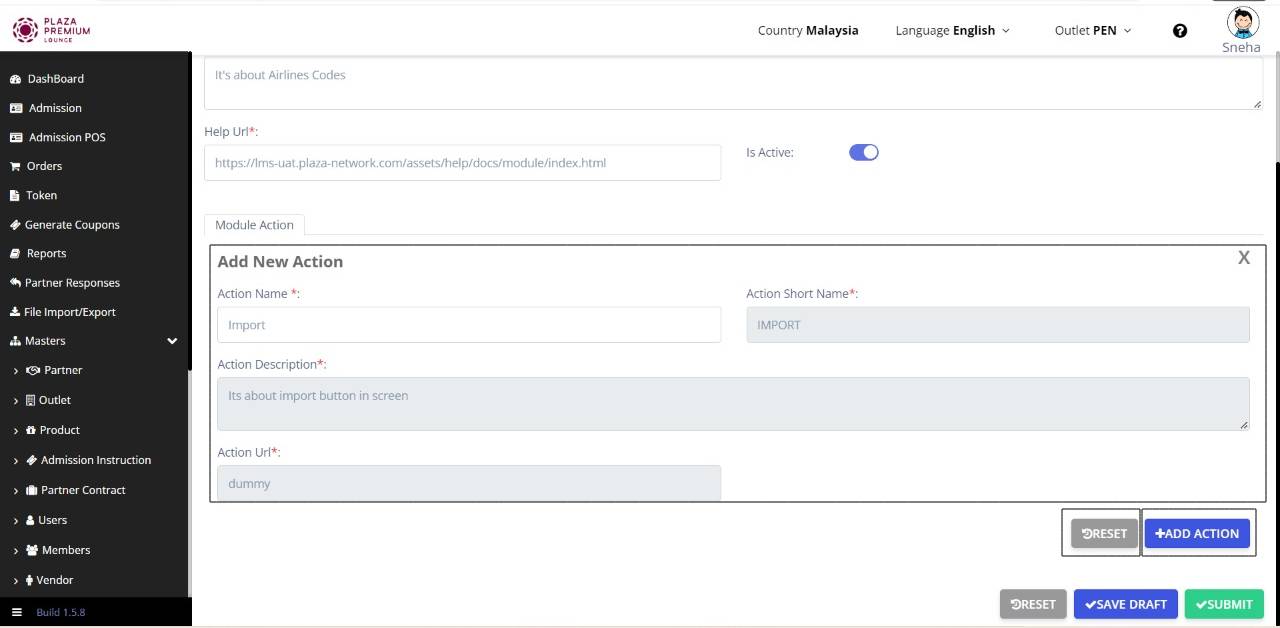 PLAZA
PREMIUM
LOUNGE
Country Malaysia
Language English
Outlet PEN
Sneha
DashBoard
Admission
Admission POS
Orders
Token
Generate Coupons
Reports
Partner Responses
File Import/Export
Masters
Partner
Outlet
Product
Admission Instruction
Partner Contract
Users
Members
Vendor
Build 1.5.8
It's about Airlines Codes
Help Url*:
https://lms-uat.plaza-network.com/assets/help/docs/module/index.html
Is Active:
Module Action
Add New Action
X
Action Name *:
Action Short Name*:
Import
IMPORT
Action Description*:
Its about import button in screen
Action Url*:
dummy
RESET
+ADD ACTION
RESET
SAVE DRAFT
SUBMIT